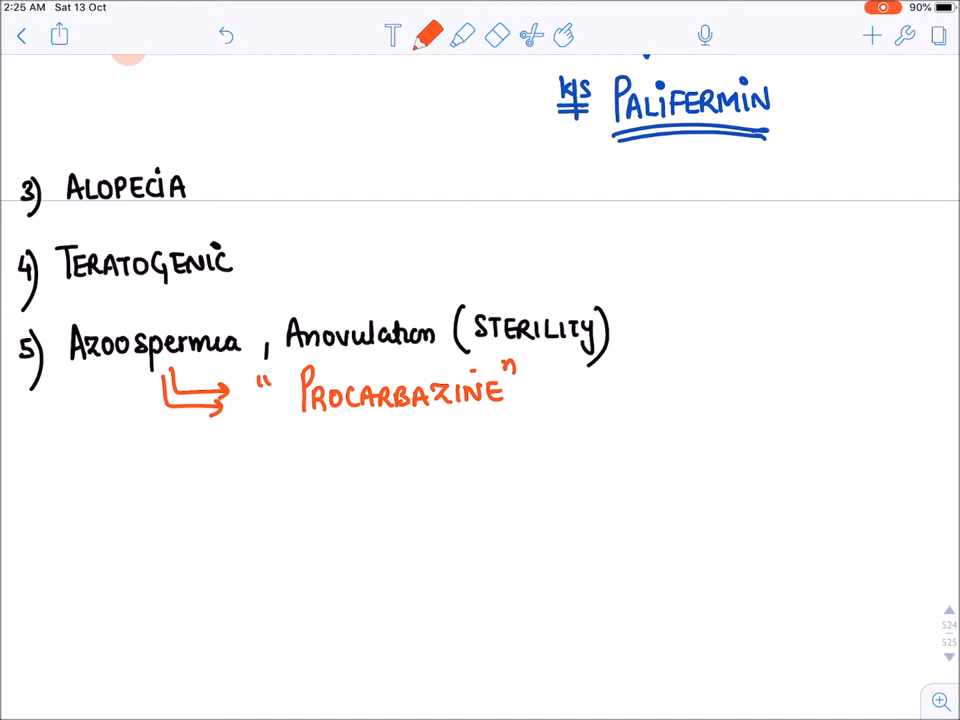 2:25 AM Sat 13 Oct 90%
T
K/S PALIFERMIN
3) ALOPECIA
4) TERATOGENIC
5) Azoospermia, Anovulation (STERILITY)
" PROCARBAZINE "
524
525